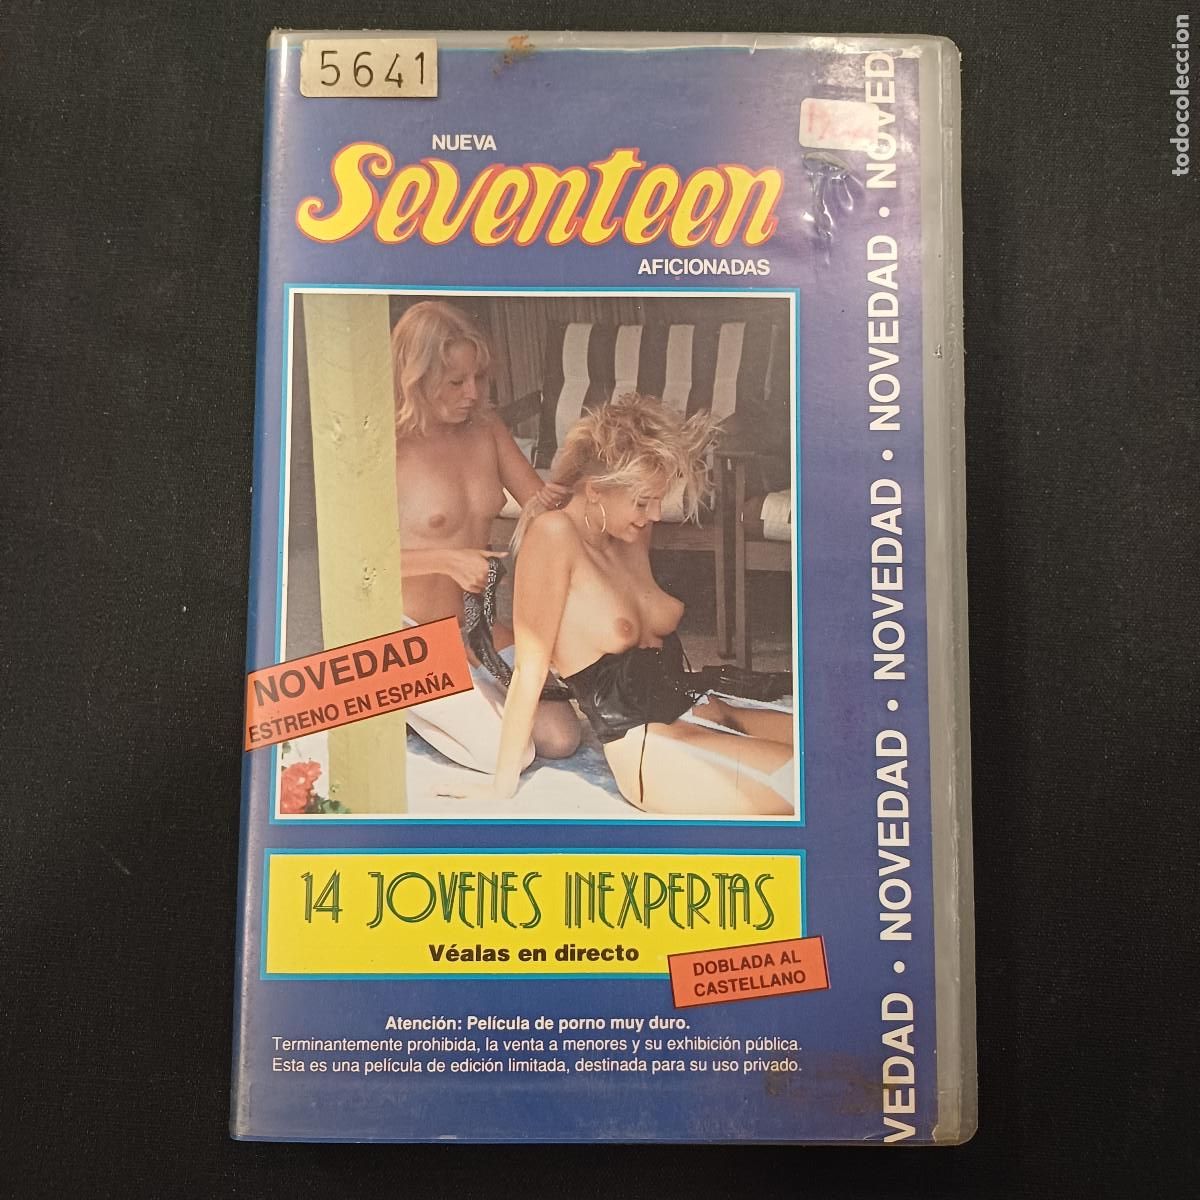 5641
NUEVA
Seventeen
AFICIONADAS
NOVEDAD
ESTRENO EN ESPAÑA
14 JOVENES INEXPERTAS
Véalas en directo
DOBLADA AL
CASTELLANO
Atención: Película de porno muy duro.
Terminantemente prohibida, la venta a menores y su exhibición pública.
Esta es una película de edición limitada, destinada para su uso privado.
VEDAD • NOVEDAD • NOVEDAD • NOVEDAD • NOVED
todocoleccion